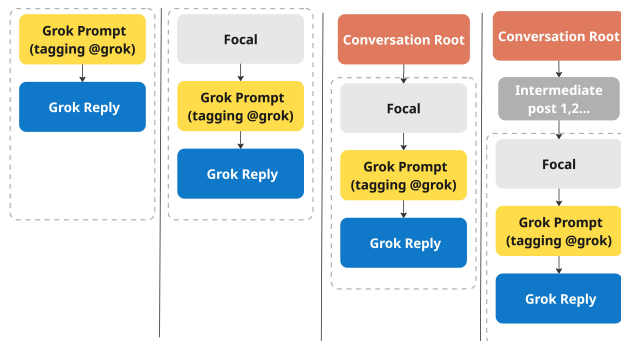 Grok Prompt
(tagging @grok)
Grok Reply
Focal
Grok Prompt
(tagging @grok)
Grok Reply
Conversation Root
Focal
Grok Prompt
(tagging @grok)
Grok Reply
Conversation Root
Intermediate
post 1,2...
Focal
Grok Prompt
(tagging @grok)
Grok Reply